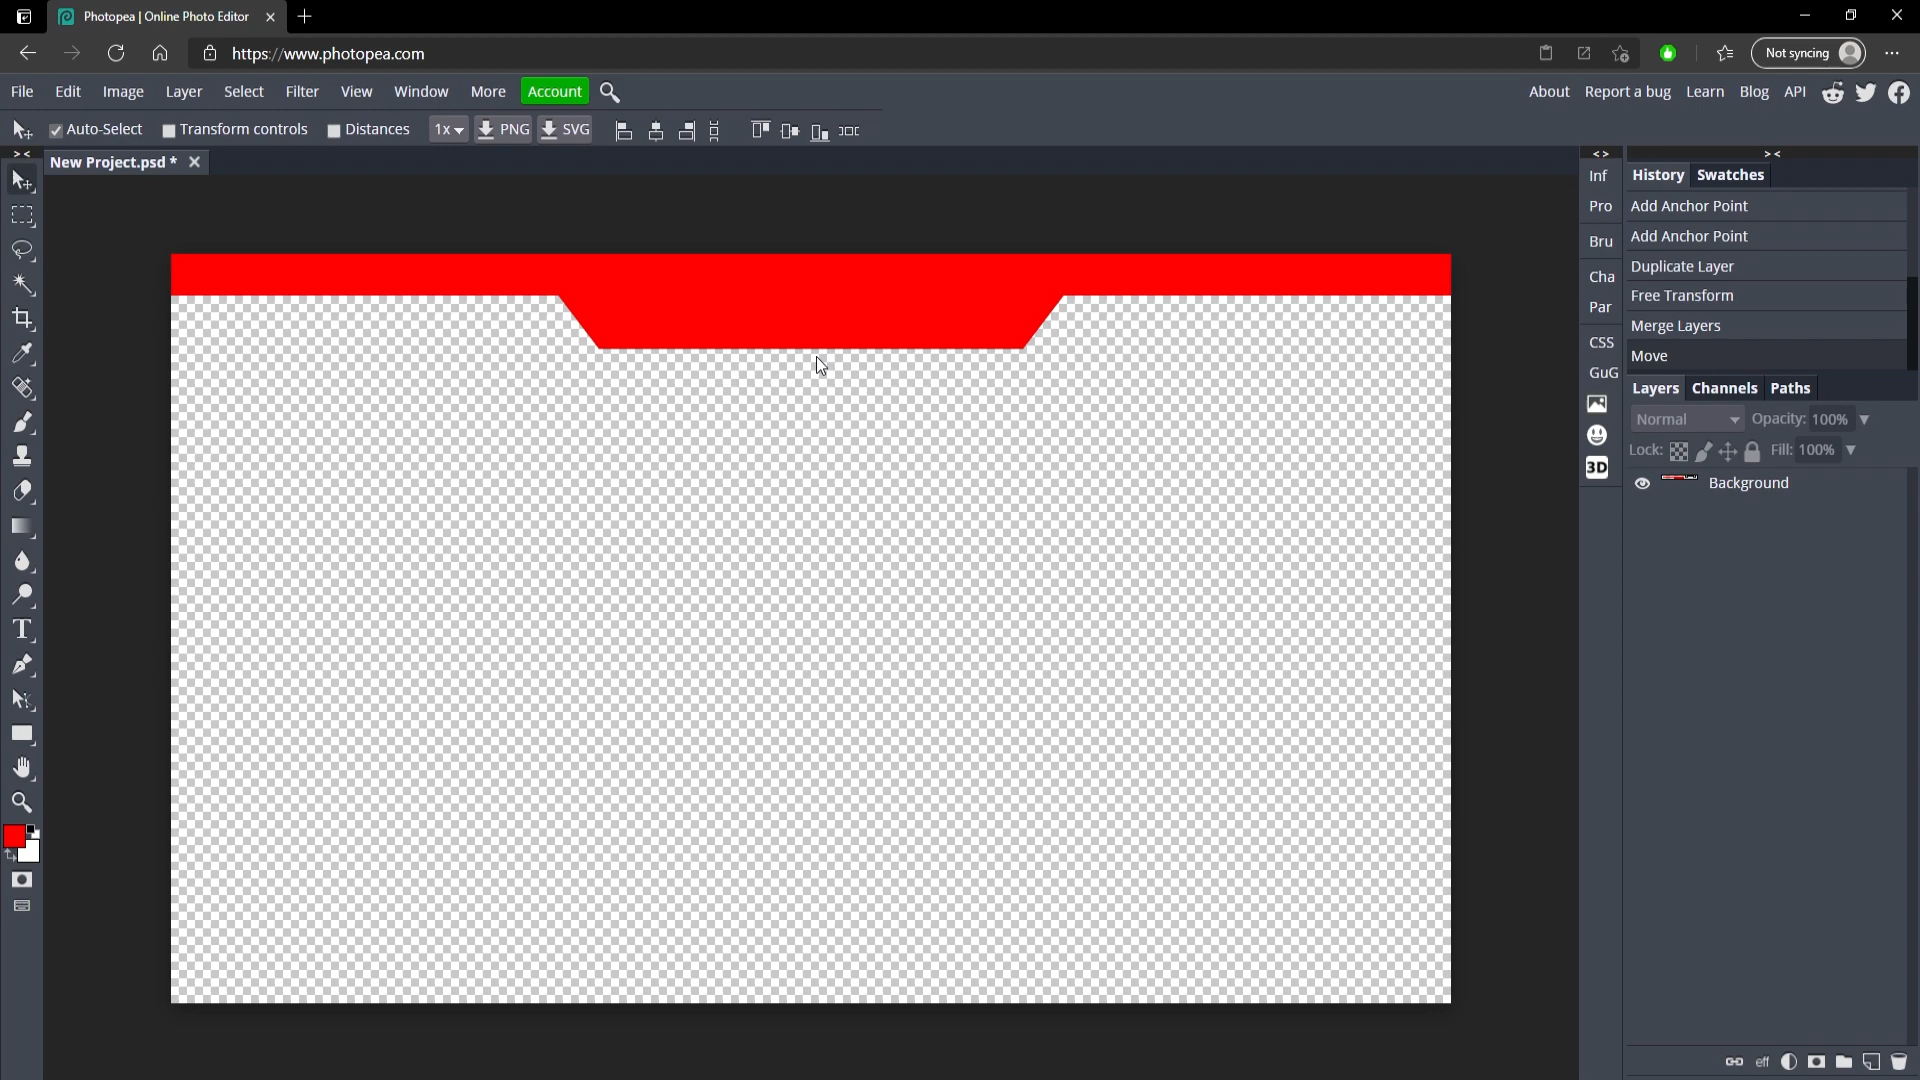 Photopea | Online Photo Editor
https://www.photopea.com
Not syncing
File Edit Image Layer Select Filter View Window More Account
About Report a bug Learn Blog API
Auto-Select Transform controls Distances 1x PNG SVG
New Project.psd *
Inf
Pro
Bru
Cha
Par
CSS
GuG
3D
History Swatches
Add Anchor Point
Add Anchor Point
Duplicate Layer
Free Transform
Merge Layers
Move
Layers Channels Paths
Normal Opacity: 100%
Lock: Fill: 100%
Background
eff